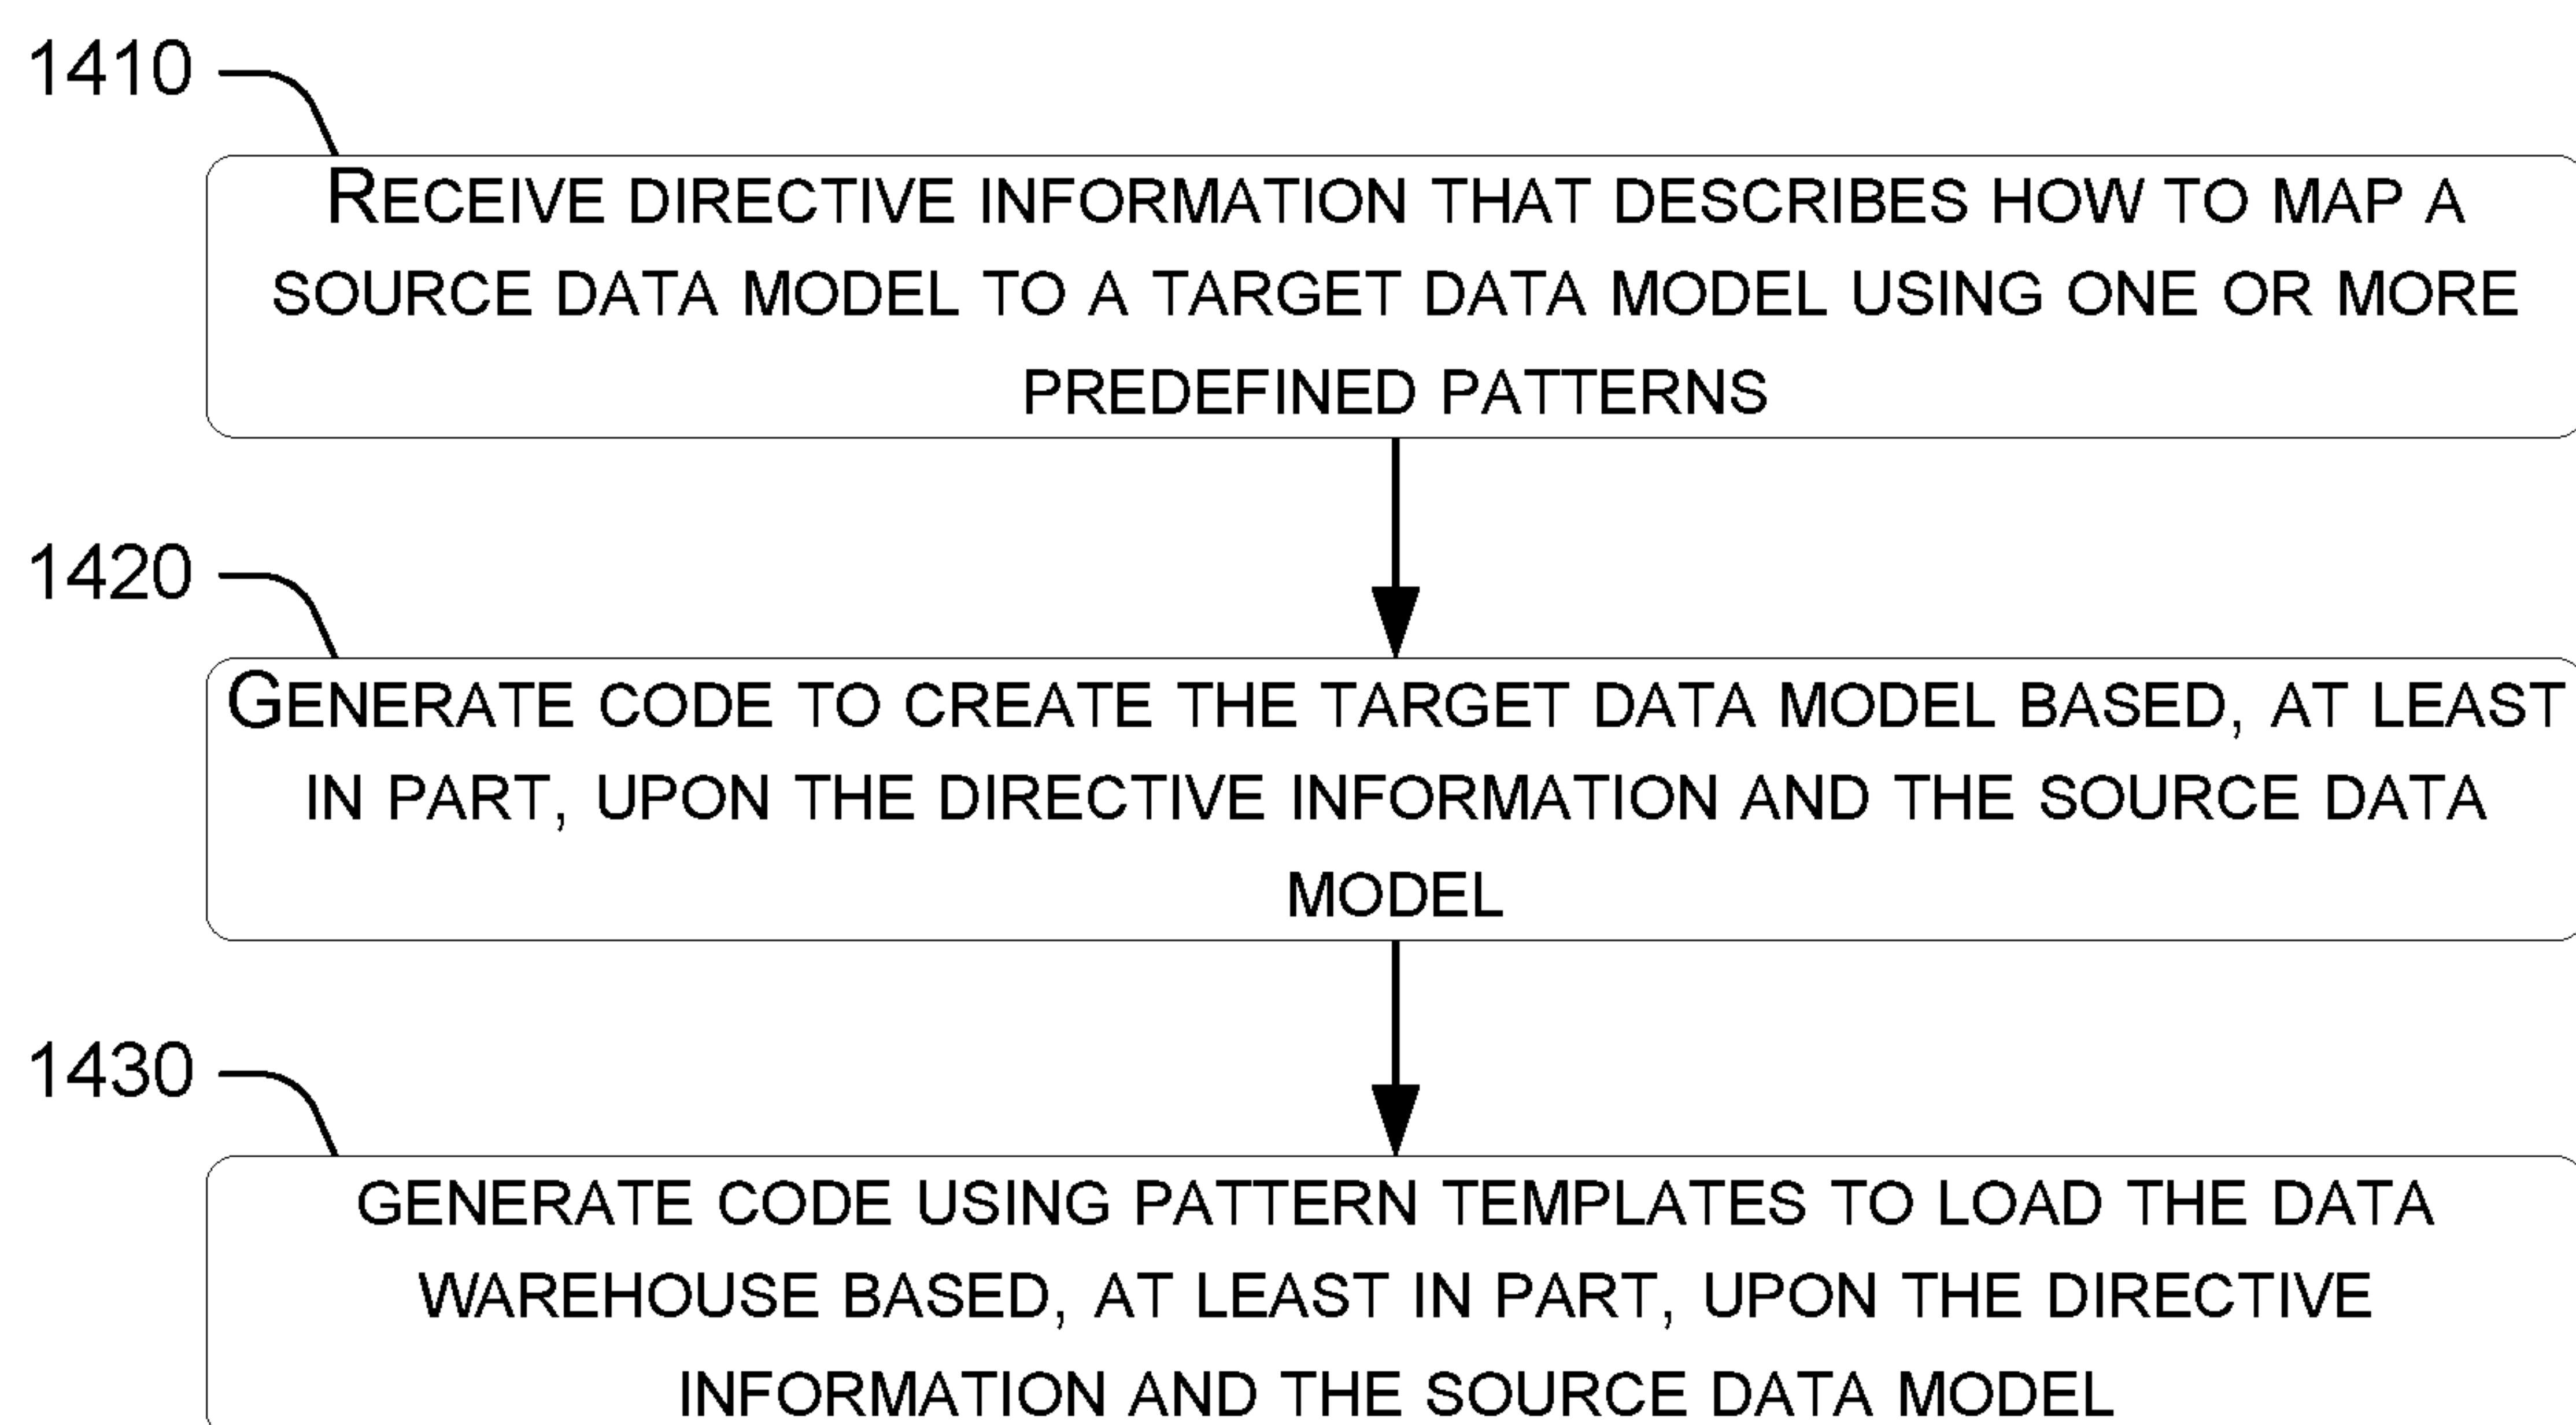 1410
RECEIVE DIRECTIVE INFORMATION THAT DESCRIBES HOW TO MAP A
SOURCE DATA MODEL TO A TARGET DATA MODEL USING ONE OR MORE
PREDEFINED PATTERNS
1420
GENERATE CODE TO CREATE THE TARGET DATA MODEL BASED, AT LEAST
IN PART, UPON THE DIRECTIVE INFORMATION AND THE SOURCE DATA
MODEL
1430
GENERATE CODE USING PATTERN TEMPLATES TO LOAD THE DATA
WAREHOUSE BASED, AT LEAST IN PART, UPON THE DIRECTIVE
INFORMATION AND THE SOURCE DATA MODEL